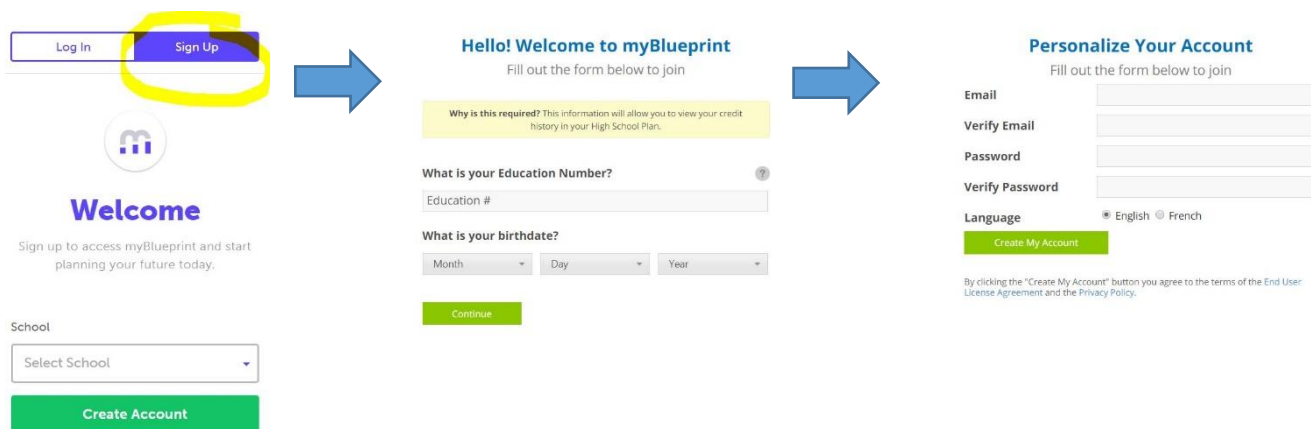 Log In
Sign Up
m
Welcome
Sign up to access myBlueprint and start
planning your future today.
School
Select School
Create Account
Hello! Welcome to myBlueprint
Fill out the form below to join
Why is this required? This information will allow you to view your credit
history in your High School Plan.
What is your Education Number?
?
Education #
What is your birthdate?
Month
Day
Year
Continue
Personalize Your Account
Fill out the form below to join
Email
Verify Email
Password
Verify Password
Language
English
French
Create My Account
By clicking the "Create My Account" button you agree to the terms of the End User
License Agreement and the Privacy Policy.